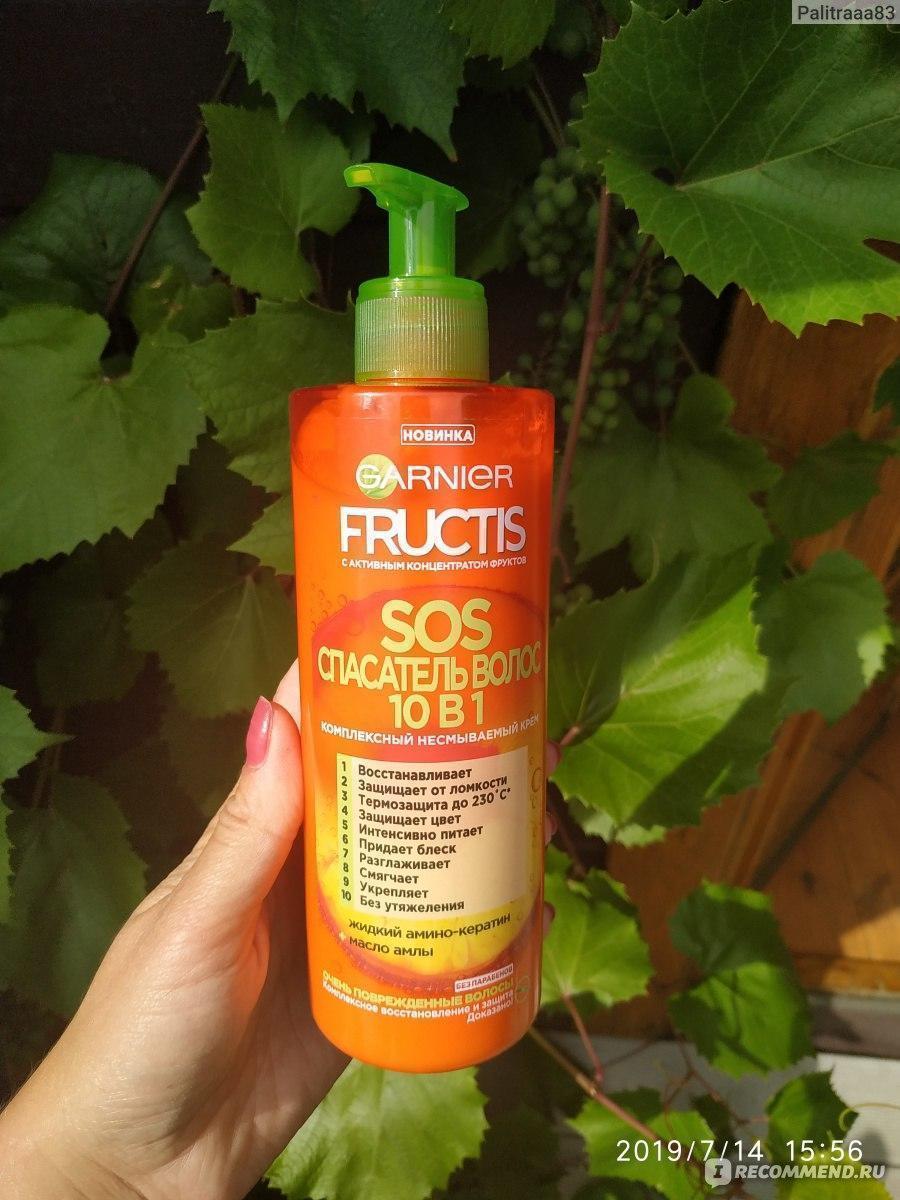 Palitraaa83
НОВИНКА
GARNIER
FRUCTIS
С АКТИВНЫМ КОНЦЕНТРАТОМ ФРУКТОВ
SOS
СПАСАТЕЛЬ ВОЛОС
10 В 1
КОМПЛЕКСНЫЙ НЕСМЫВАЕМЫЙ КРЕМ
1 Восстанавливает
2 Защищает от ломкости
3 Термозащита до 230°C*
4 Защищает цвет
5 Интенсивно питает
6 Придает блеск
7 Разглаживает
8 Смягчает
9 Укрепляет
10 Без утяжеления
жидкий амино-кератин
+ масло амлы
БЕЗ ПАРАБЕНОВ
ОЧЕНЬ ПОВРЕЖДЕННЫЕ ВОЛОСЫ
Комплексное восстановление и защита
Доказано!
2019/7/14 15:56
IRECOMMEND.RU